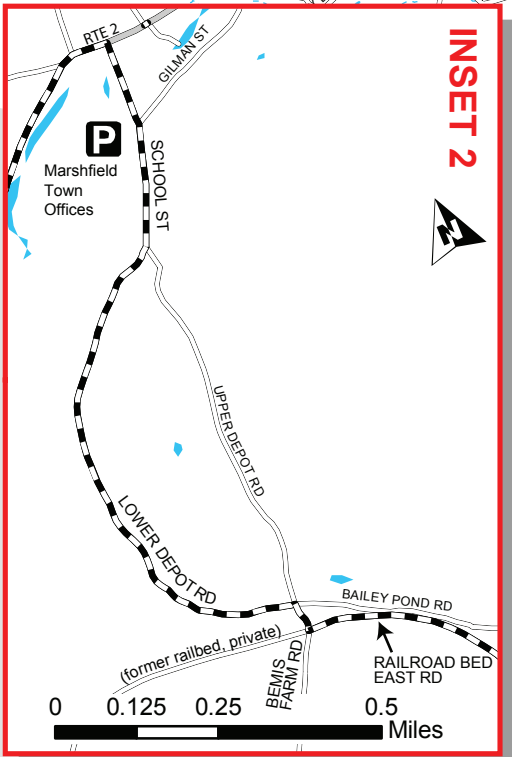 RTE 2
GILMAN ST
INSET 2
P
Marshfield
Town
Offices
SCHOOL ST
N
UPPER DEPOT RD
LOWER DEPOT RD
BAILEY POND RD
(former railbed, private)
BEMIS
FARM RD
RAILROAD BED
EAST RD
0 0.125 0.25 0.5
Miles